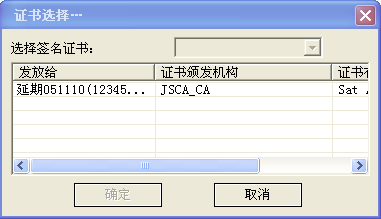 证书选择…
选择签名证书：
发放给 证书颁发机构 证书
延期051110(12345... JSCA_CA Sat
确定 取消